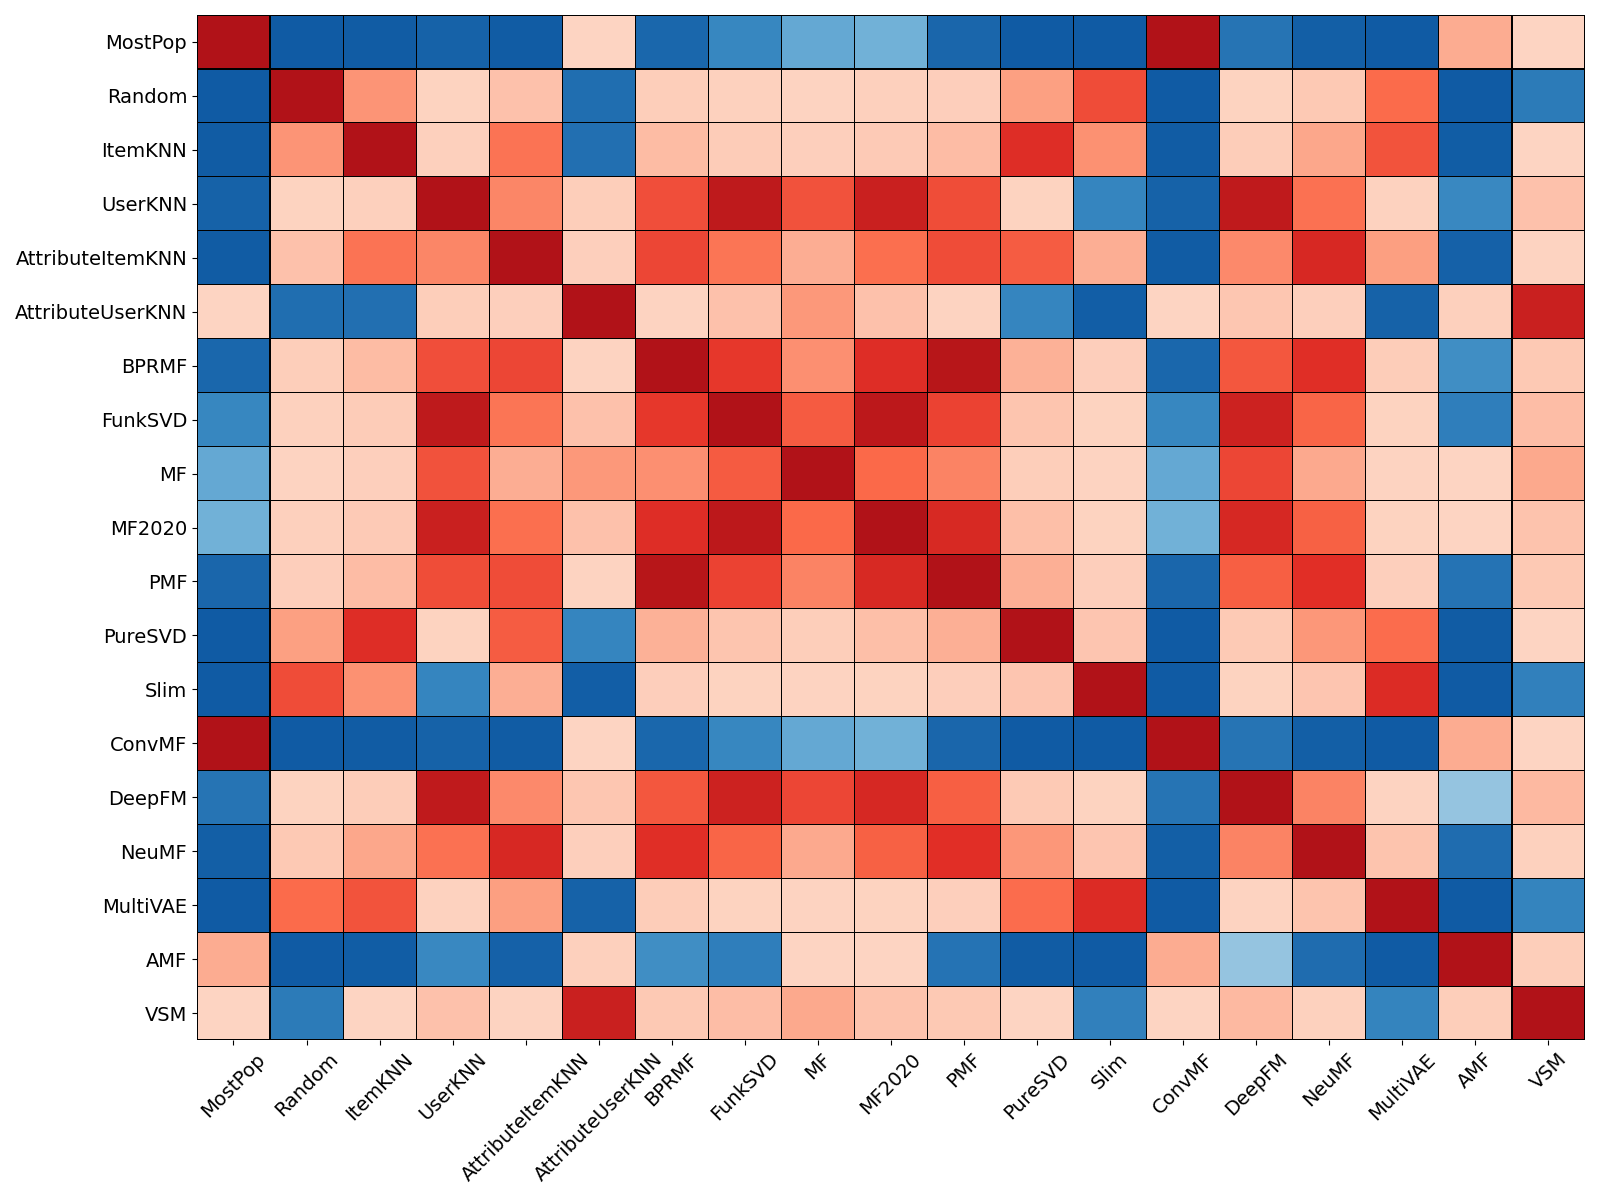 MostPop
Random
ItemKNN
UserKNN
AttributeItemKNN
AttributeUserKNN
BPRMF
FunkSVD
MF
MF2020
PMF
PureSVD
Slim
ConvMF
DeepFM
NeuMF
MultiVAE
AMF
VSM
MostPop
Random
ItemKNN
UserKNN
AttributeItemKNN
AttributeUserKNN
BPRMF
FunkSVD
MF
MF2020
PMF
PureSVD
Slim
ConvMF
DeepFM
NeuMF
MultiVAE
AMF
VSM